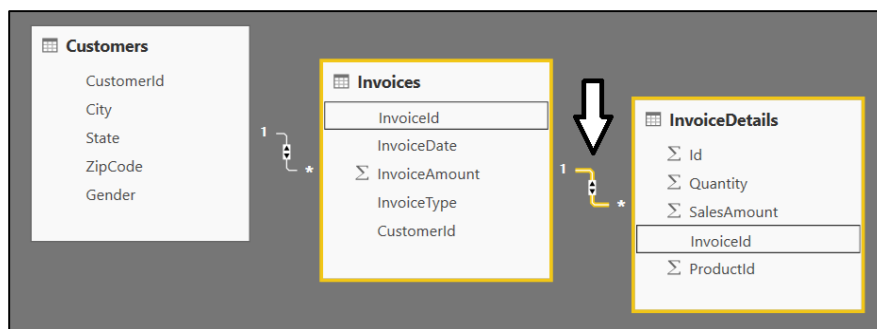 Customers
CustomerId
City
State
ZipCode
Gender
1
*
Invoices
InvoiceId
InvoiceDate
Σ InvoiceAmount
InvoiceType
CustomerId
1
*
InvoiceDetails
Σ Id
Σ Quantity
Σ SalesAmount
InvoiceId
Σ ProductId